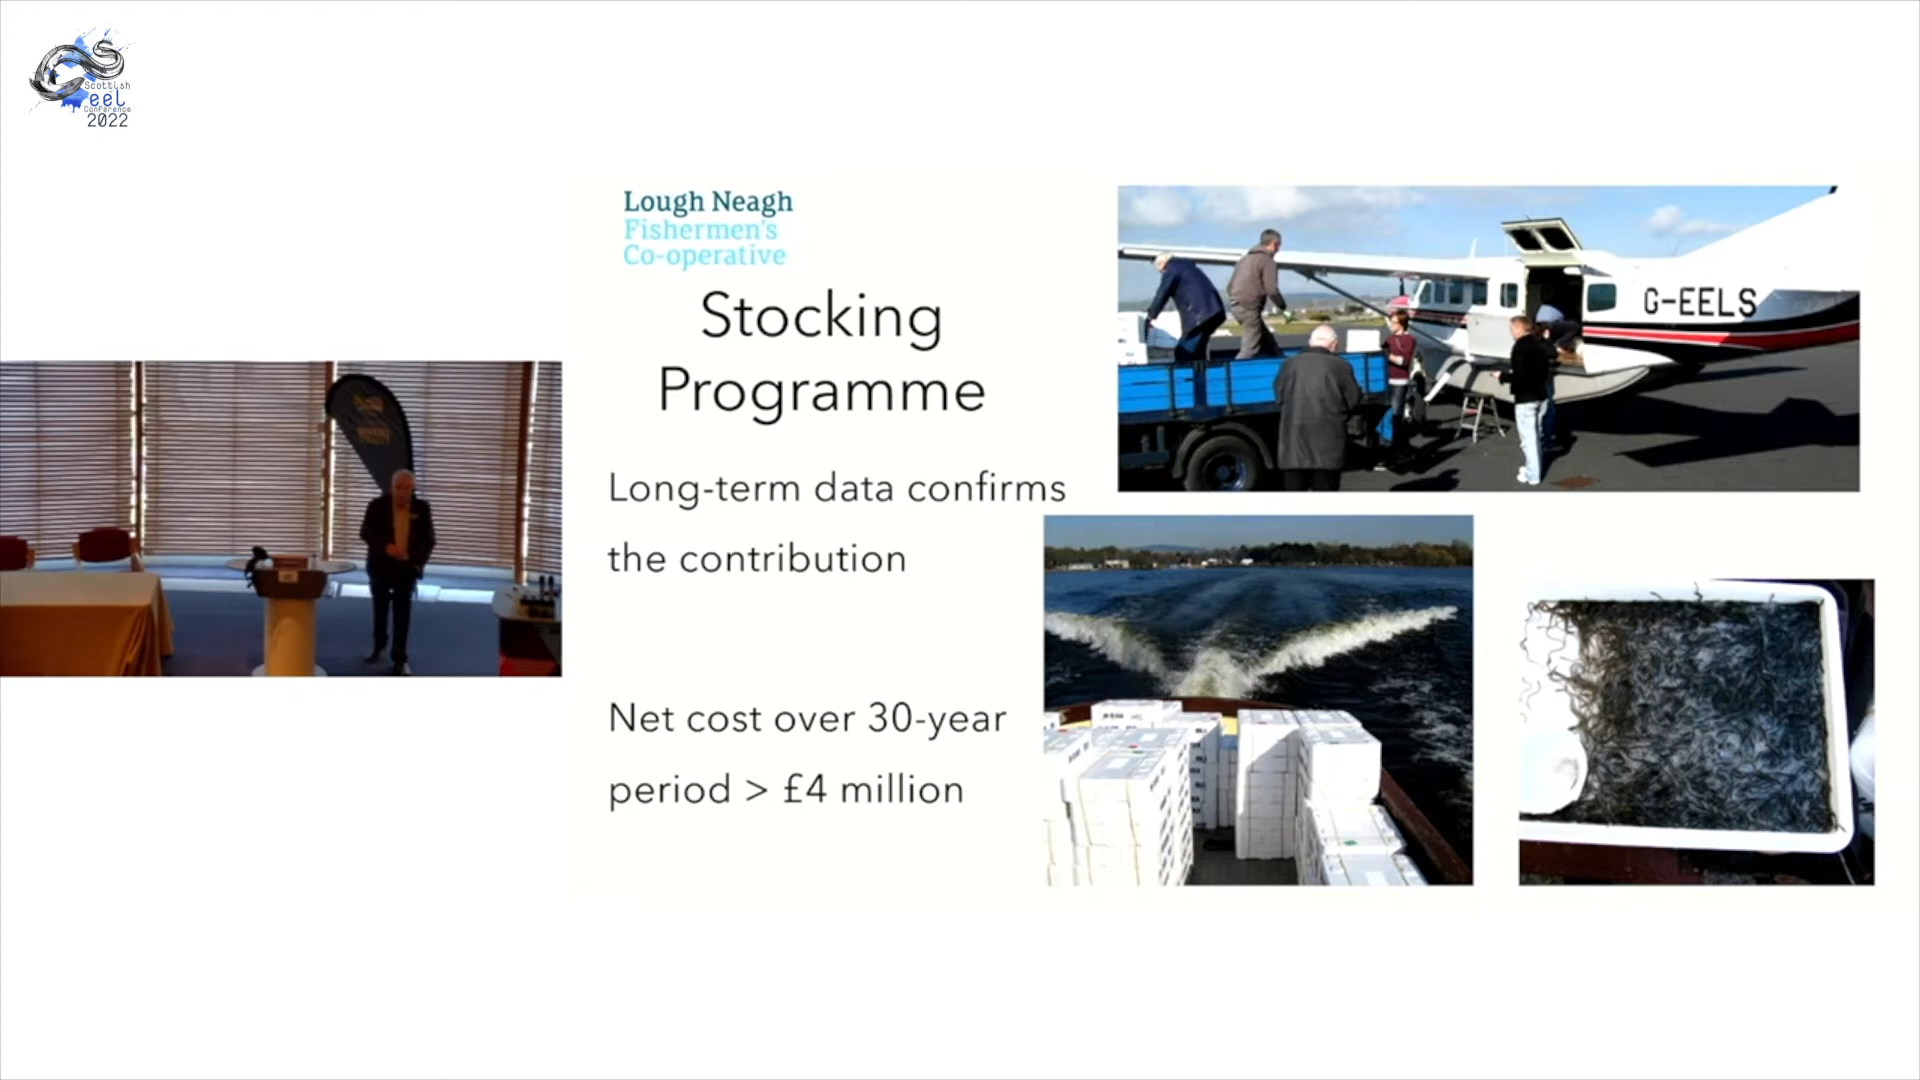 Scottish
eel
Conference
2022
Lough Neagh
Fishermen's
Co-operative
Stocking
Programme
Long-term data confirms
the contribution
Net cost over 30-year
period > £4 million
G-EELS